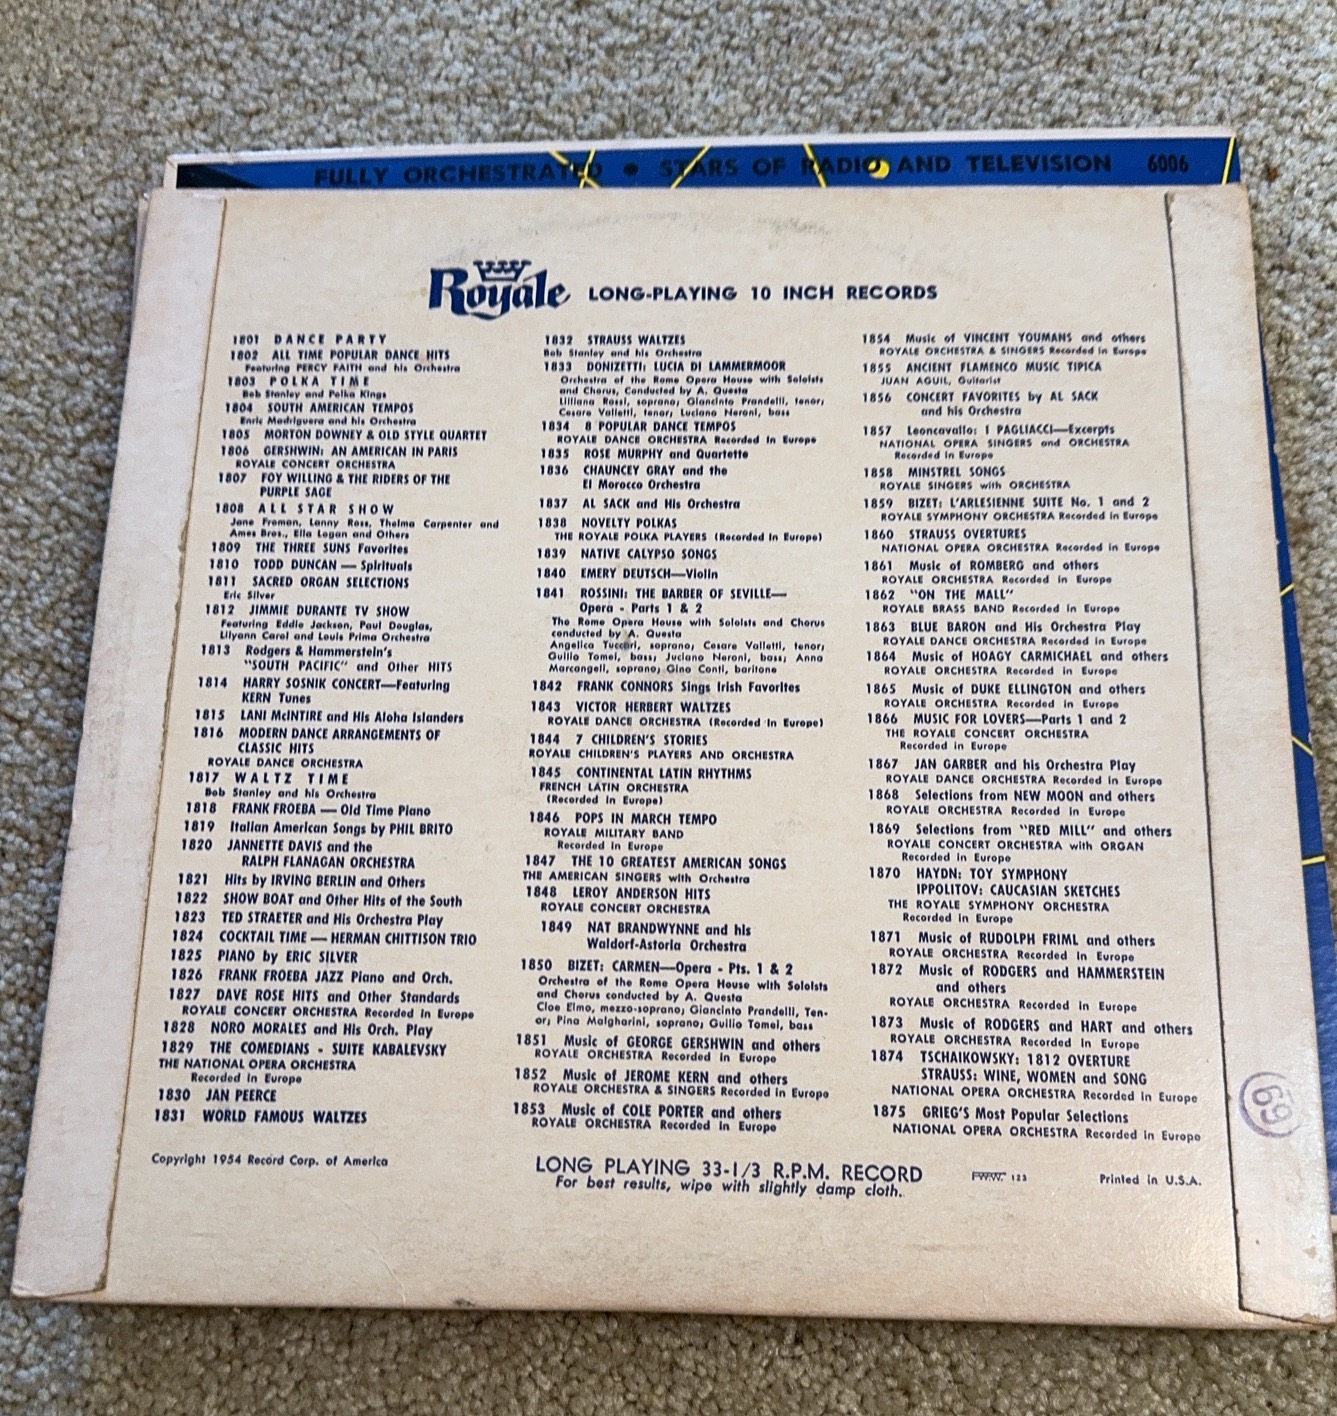 FULLY ORCHESTRATED • STARS OF RADIO AND TELEVISION 6006
Royale LONG-PLAYING 10 INCH RECORDS
1801 DANCE PARTY
1802 ALL TIME POPULAR DANCE HITS
Featuring PERCY FAITH and his Orchestra
1803 POLKA TIME
Bob Stanley and Polka Kings
1804 SOUTH AMERICAN TEMPOS
Enric Madriguera and his Orchestra
1805 MORTON DOWNEY & OLD STYLE QUARTET
1806 GERSHWIN: AN AMERICAN IN PARIS
ROYALE CONCERT ORCHESTRA
1807 FOY WILLING & THE RIDERS OF THE
PURPLE SAGE
1808 ALL STAR SHOW
Jane Froman, Lanny Ross, Thelma Carpenter and
Ames Bros., Ella Logan and Others
1809 THE THREE SUNS Favorites
1810 TODD DUNCAN — Spirituals
1811 SACRED ORGAN SELECTIONS
Eric Silver
1812 JIMMIE DURANTE TV SHOW
Featuring Eddie Jackson, Paul Douglas,
Lilyann Carol and Louis Prima Orchestra
1813 Rodgers & Hammerstein's
"SOUTH PACIFIC" and Other HITS
1814 HARRY SOSNIK CONCERT—Featuring
KERN Tunes
1815 LANI McINTIRE and His Aloha Islanders
1816 MODERN DANCE ARRANGEMENTS OF
CLASSIC HITS
ROYALE DANCE ORCHESTRA
1817 WALTZ TIME
Bob Stanley and his Orchestra
1818 FRANK FROEBA — Old Time Piano
1819 Italian American Songs by PHIL BRITO
1820 JANNETTE DAVIS and the
RALPH FLANAGAN ORCHESTRA
1821 Hits by IRVING BERLIN and Others
1822 SHOW BOAT and Other Hits of the South
1823 TED STRAETER and His Orchestra Play
1824 COCKTAIL TIME — HERMAN CHITTISON TRIO
1825 PIANO by ERIC SILVER
1826 FRANK FROEBA JAZZ Piano and Orch.
1827 DAVE ROSE HITS and Other Standards
ROYALE CONCERT ORCHESTRA Recorded In Europe
1828 NORO MORALES and His Orch. Play
1829 THE COMEDIANS - SUITE KABALEVSKY
THE NATIONAL OPERA ORCHESTRA
Recorded in Europe
1830 JAN PEERCE
1831 WORLD FAMOUS WALTZES
1832 STRAUSS WALTZES
Bob Stanley and his Orchestra
1833 DONIZETTI: LUCIA DI LAMMERMOOR
Orchestra of the Rome Opera House with Soloists
and Chorus, Conducted by A. Questa
Lilliana Rossi, soprano; Giancinto Prandelli, tenor;
Cesare Valletti, tenor; Luciano Neroni, bass
1834 8 POPULAR DANCE TEMPOS
ROYALE DANCE ORCHESTRA Recorded In Europe
1835 ROSE MURPHY and Quartette
1836 CHAUNCEY GRAY and the
El Morocco Orchestra
1837 AL SACK and His Orchestra
1838 NOVELTY POLKAS
THE ROYALE POLKA PLAYERS (Recorded In Europe)
1839 NATIVE CALYPSO SONGS
1840 EMERY DEUTSCH—Violin
1841 ROSSINI: THE BARBER OF SEVILLE—
Opera - Parts 1 & 2
The Rome Opera House with Soloists and Chorus
conducted by A. Questa
Angelica Tuccari, soprano; Cesare Valletti, tenor;
Guilio Tomei, bass; Juciano Neroni, bass; Anna
Marcangeli, soprano; Gino Conti, baritone
1842 FRANK CONNORS Sings Irish Favorites
1843 VICTOR HERBERT WALTZES
ROYALE DANCE ORCHESTRA (Recorded In Europe)
1844 7 CHILDREN'S STORIES
ROYALE CHILDREN'S PLAYERS AND ORCHESTRA
1845 CONTINENTAL LATIN RHYTHMS
FRENCH LATIN ORCHESTRA
(Recorded in Europe)
1846 POPS IN MARCH TEMPO
ROYALE MILITARY BAND
Recorded in Europe
1847 THE 10 GREATEST AMERICAN SONGS
THE AMERICAN SINGERS with Orchestra
1848 LEROY ANDERSON HITS
ROYALE CONCERT ORCHESTRA
1849 NAT BRANDWYNNE and his
Waldorf-Astoria Orchestra
1850 BIZET: CARMEN—Opera - Pts. 1 & 2
Orchestra of the Rome Opera House with Soloists
and Chorus conducted by A. Questa
Cloe Elmo, mezzo-soprano; Giancinto Prandelli, Ten-
or; Pina Malgharini, soprano; Guilio Tomei, bass
1851 Music of GEORGE GERSHWIN and others
ROYALE ORCHESTRA Recorded in Europe
1852 Music of JEROME KERN and others
ROYALE ORCHESTRA & SINGERS Recorded in Europe
1853 Music of COLE PORTER and others
ROYALE ORCHESTRA Recorded in Europe
1854 Music of VINCENT YOUMANS and others
ROYALE ORCHESTRA & SINGERS Recorded in Europe
1855 ANCIENT FLAMENCO MUSIC TIPICA
JUAN AGUIL, Guitarist
1856 CONCERT FAVORITES by AL SACK
and his Orchestra
1857 Leoncavallo: I PAGLIACCI—Excerpts
NATIONAL OPERA SINGERS and ORCHESTRA
Recorded in Europe
1858 MINSTREL SONGS
ROYALE SINGERS with ORCHESTRA
1859 BIZET: L'ARLESIENNE SUITE No. 1 and 2
ROYALE SYMPHONY ORCHESTRA Recorded in Europe
1860 STRAUSS OVERTURES
NATIONAL OPERA ORCHESTRA Recorded in Europe
1861 Music of ROMBERG and others
ROYALE ORCHESTRA Recorded in Europe
1862 "ON THE MALL"
ROYALE BRASS BAND Recorded in Europe
1863 BLUE BARON and His Orchestra Play
ROYALE DANCE ORCHESTRA Recorded in Europe
1864 Music of HOAGY CARMICHAEL and others
ROYALE ORCHESTRA Recorded in Europe
1865 Music of DUKE ELLINGTON and others
ROYALE ORCHESTRA Recorded in Europe
1866 MUSIC FOR LOVERS—Parts 1 and 2
THE ROYALE CONCERT ORCHESTRA
Recorded in Europe
1867 JAN GARBER and his Orchestra Play
ROYALE DANCE ORCHESTRA Recorded in Europe
1868 Selections from NEW MOON and others
ROYALE ORCHESTRA Recorded in Europe
1869 Selections from "RED MILL" and others
ROYALE CONCERT ORCHESTRA with ORGAN
Recorded in Europe
1870 HAYDN: TOY SYMPHONY
IPPOLITOV: CAUCASIAN SKETCHES
THE ROYALE SYMPHONY ORCHESTRA
Recorded in Europe
1871 Music of RUDOLPH FRIML and others
ROYALE ORCHESTRA Recorded in Europe
1872 Music of RODGERS and HAMMERSTEIN
and others
ROYALE ORCHESTRA Recorded in Europe
1873 Music of RODGERS and HART and others
ROYALE ORCHESTRA Recorded in Europe
1874 TSCHAIKOWSKY: 1812 OVERTURE
STRAUSS: WINE, WOMEN and SONG
NATIONAL OPERA ORCHESTRA Recorded in Europe
1875 GRIEG'S Most Popular Selections
NATIONAL OPERA ORCHESTRA Recorded in Europe
69
Copyright 1954 Record Corp. of America
LONG PLAYING 33-1/3 R.P.M. RECORD
For best results, wipe with slightly damp cloth.
123
Printed in U.S.A.